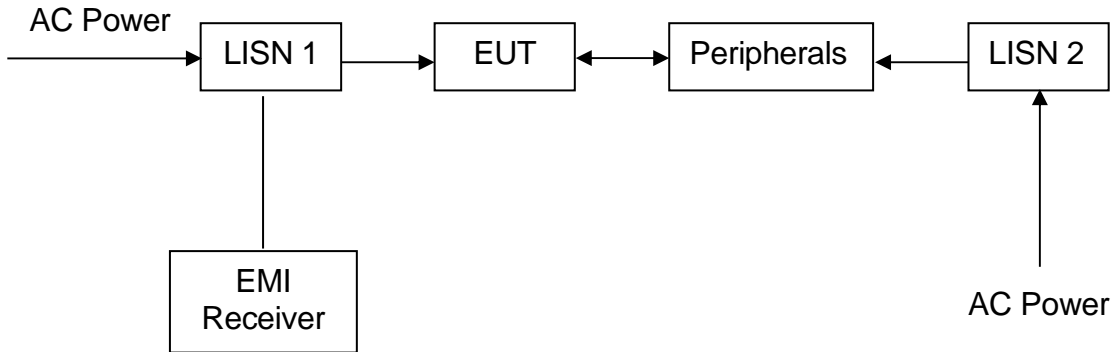 AC Power
LISN 1
EUT
Peripherals
LISN 2
EMI
Receiver
AC Power